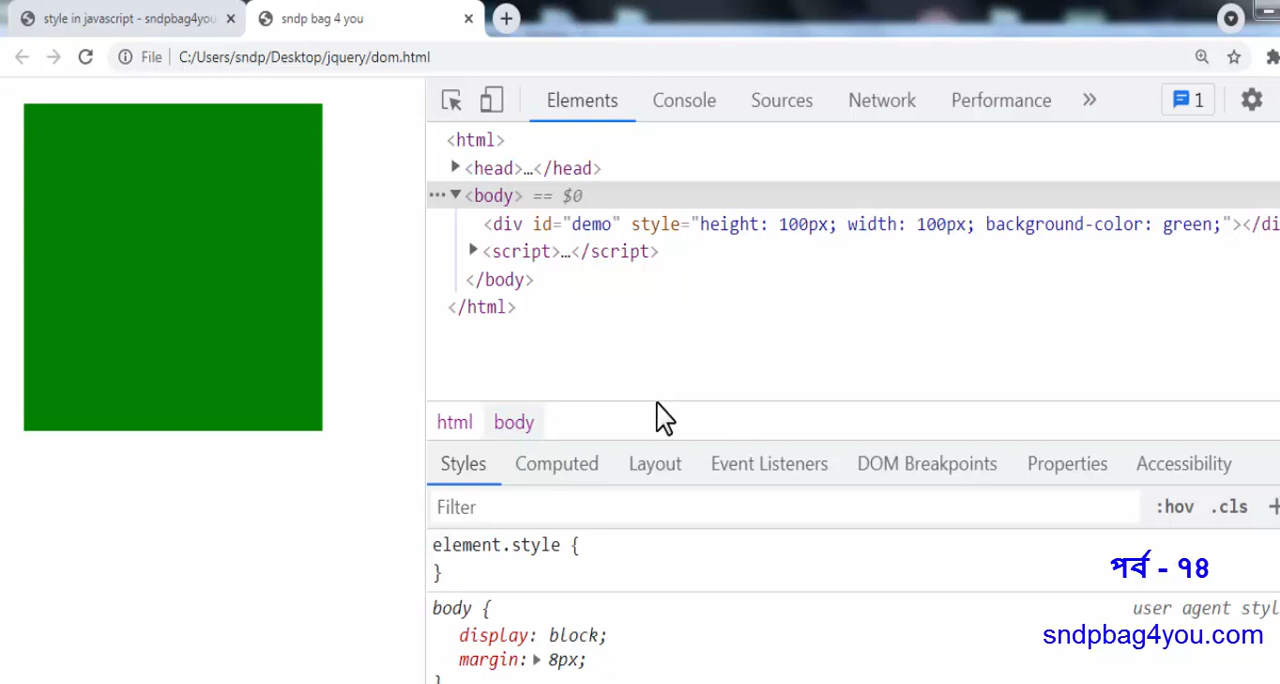 style in javascript - sndpbag4you
sndp bag 4 you
File C:/Users/sndp/Desktop/jquery/dom.html
Elements Console Sources Network Performance » 1
<html>
<head>…</head>
<body> == $0
<div id="demo" style="height: 100px; width: 100px; background-color: green;"></di
<script>…</script>
</body>
</html>
html body
Styles Computed Layout Event Listeners DOM Breakpoints Properties Accessibility
Filter :hov .cls +
element.style {
}
পর্ব - ১৪
body { user agent styl
display: block;
sndpbag4you.com
margin: 8px;
}